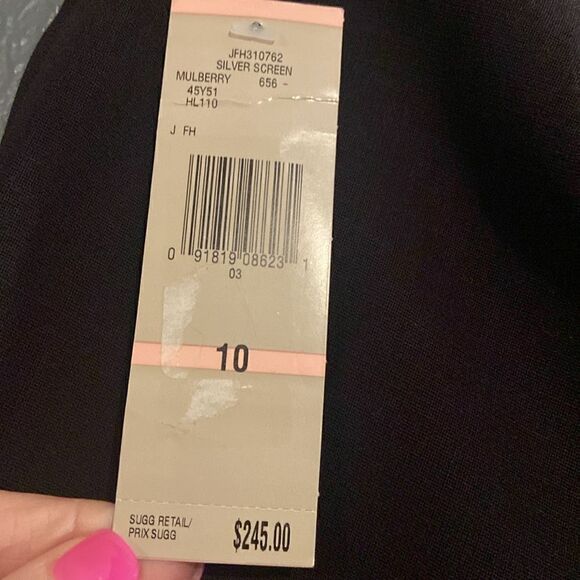 JFH310762
SILVER SCREEN
MULBERRY 656 -
45Y51
HL110
J FH
0 91819 08623 1
03
10
SUGG RETAIL/
PRIX SUGG
$245.00